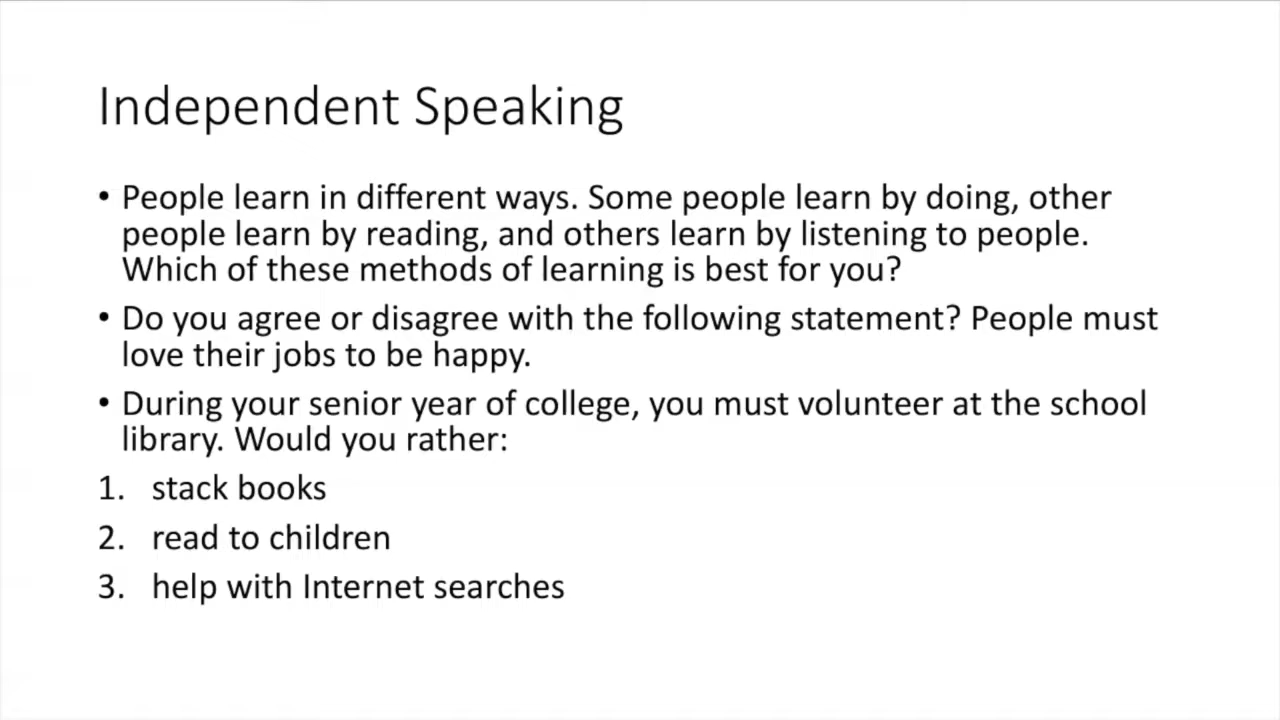 Independent Speaking
• People learn in different ways. Some people learn by doing, other
people learn by reading, and others learn by listening to people.
Which of these methods of learning is best for you?
• Do you agree or disagree with the following statement? People must
love their jobs to be happy.
• During your senior year of college, you must volunteer at the school
library. Would you rather:
1. stack books
2. read to children
3. help with Internet searches